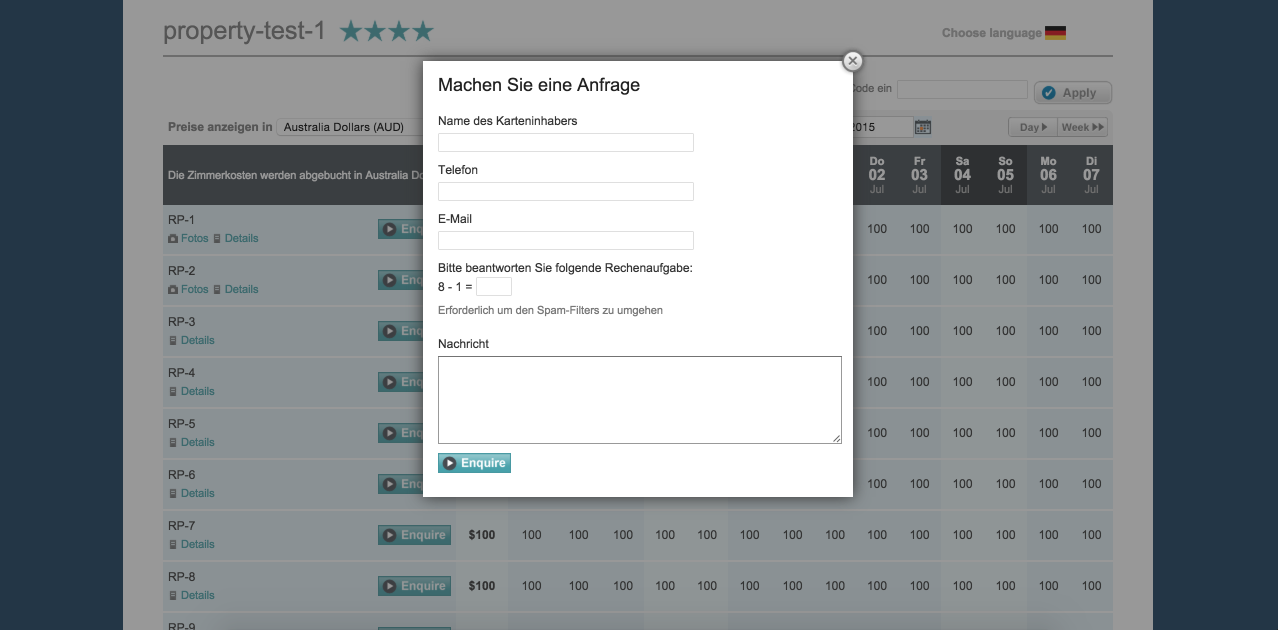 property-test-1
Choose language
Machen Sie eine Anfrage
Code ein
Apply
Name des Karteninhabers
Preise anzeigen in Australia Dollars (AUD)
2015
Day Week
Telefon
Die Zimmerkosten werden abgebucht in Australia
Do Fr Sa So Mo Di
02 03 04 05 06 07
Jul Jul Jul Jul Jul Jul
E-Mail
RP-1
Fotos Details
100 100 100 100 100 100
Bitte beantworten Sie folgende Rechenaufgabe:
8 - 1 =
RP-2
Fotos Details
100 100 100 100 100 100
Erforderlich um den Spam-Filters zu umgehen
RP-3
Details
100 100 100 100 100 100
Nachricht
RP-4
Details
100 100 100 100 100 100
RP-5
Details
100 100 100 100 100 100
Enquire
RP-6
Details
100 100 100 100 100 100
RP-7
Details
Enquire $100 100 100 100 100 100 100 100 100 100 100 100 100 100 100
RP-8
Details
Enquire $100 100 100 100 100 100 100 100 100 100 100 100 100 100 100
RP-9